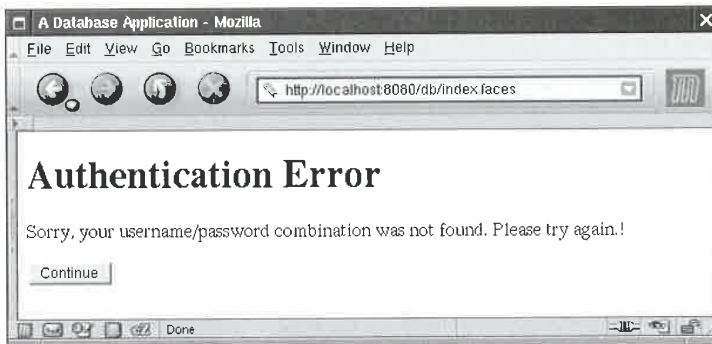 A Database Application - Mozilla
File Edit View Go Bookmarks Tools Window Help
http://localhost:8080/db/index.faces
Authentication Error
Sorry, your username/password combination was not found. Please try again.!
Continue
Done